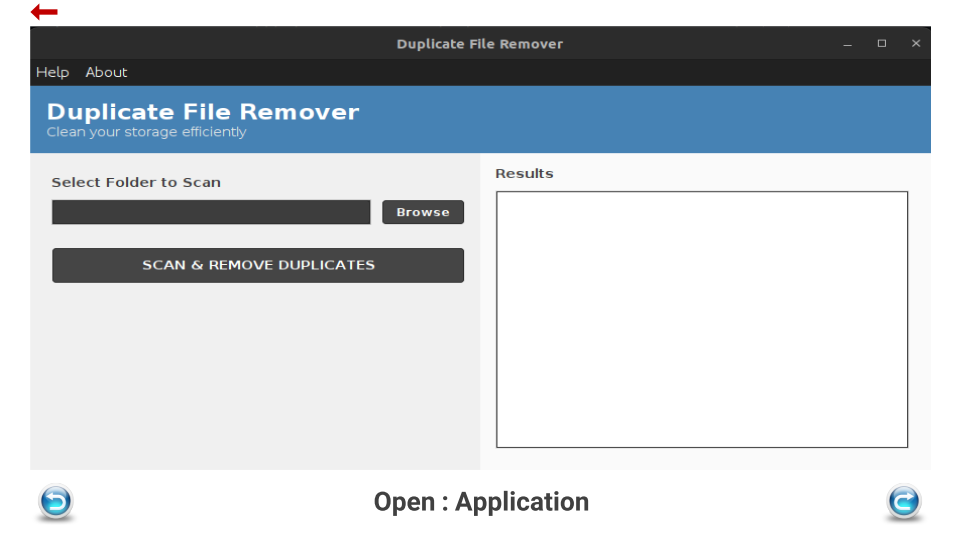 Duplicate File Remover
Help About
Duplicate File Remover
Clean your storage efficiently
Select Folder to Scan
Browse
SCAN & REMOVE DUPLICATES
Results
Open : Application